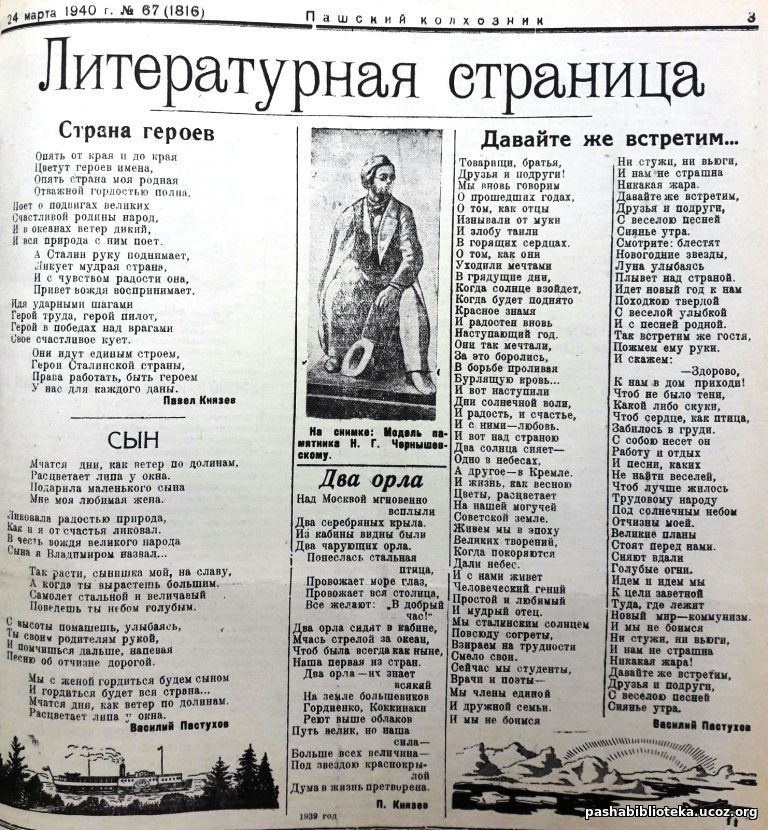 24 марта 1940 г. № 67 (1816)
Пашский колхозник
3
Литературная страница
Страна героев
Опять от края и до края
Цветут героев имена,
Опять страна моя родная
Отважной гордостью полна.
Поет о подвигах великих
Счастливой родины народ,
И в океанах ветер дикий,
И вся природа с ним поет.
А Сталин руку поднимает,
Ликует мудрая страна,
И с чувством радости она,
Привет вождя воспринимает.
Идя ударными шагами
Герой труда, герой пилот,
Герой в победах над врагами
Свое счастливое кует.
Они идут единым строем,
Герои Сталинской страны,
Права работать, быть героем
У нас для каждого даны.
Павел Князев
СЫН
Мчатся дни, как ветер по долинам,
Расцветает липа у окна.
Подарила маленького сына
Мне моя любимая жена.
Ликовала радостью природа,
Как и я от счастья ликовал.
В честь вождя великого народа
Сына я Владимиром назвал...
Так расти, сынишка мой, на славу,
А когда ты вырастешь большим.
Самолет стальной и величавый
Поведешь ты небом голубым.
С высоты помашешь, улыбаясь,
Ты своим родителям рукой,
И помчишься дальше, напевая
Песню об отчизне дорогой.
Мы с женой гордиться будем сыном
И гордиться будет вся страна...
Мчатся дни, как ветер по долинам.
Расцветает липа у окна.
Василий Пастухов
На снимке: Модель па-
мятника Н. Г. Чернышев-
скому.
Два орла
Над Москвой мгновенно
всплыли
Два серебряных крыла.
Из кабины видны были
Два чарующих орла.
Понеслась стальная
птица,
Провожает море глаз,
Провожает вся столица,
Все желают: „В добрый
час!“
Два орла сидят в кабине,
Мчась стрелой за океан,
Чтоб была всегда как ныне,
Наша первая из стран.
Два орла—их знает
всякий
На земле большевиков
Гордиенко, Коккинаки
Реют выше облаков
Путь велик, но наша
сила—
Больше всех величина—
Под звездою краснокры-
лой
Дума в жизнь претворена.
П. Князев
1939 год
Давайте же встретим...
Товарищи, братья,
Друзья и подруги!
Мы вновь говорим
О прошедших годах,
О том, как отцы
Изнывали от муки
И злобу таили
В горящих сердцах.
О том, как они
Уходили мечтами
В грядущие дни,
Когда солнце взойдет,
Когда будет поднято
Красное знамя
И радостен вновь
Наступающий год.
Они так мечтали,
За это боролись,
В борьбе проливая
Бурлящую кровь...
И вот наступили
Дни солнечной воли,
И радость, и счастье,
И с ними—любовь.
И вот над страною
Два солнца сияет—
Одно в небесах,
А другое—в Кремле.
И жизнь, как весною
Цветы, расцветает
На нашей могучей
Советской земле.
Живем мы в эпоху
Великих творений,
Когда покоряются
Дали небес.
И с нами живет
Человеческий гений
Простой и любимый
И мудрый отец.
Мы сталинским солнцем
Повсюду согреты,
Взираем на трудности
Смело свои.
Сейчас мы студенты,
Врачи и поэты—
Мы члены единой
И дружной семьи.
И мы не боимся
Ни стужи, ни вьюги,
И нам не страшна
Никакая жара.
Давайте же встретим,
Друзья и подруги,
С веселою песней
Сиянье утра.
Смотрите: блестят
Новогодние звезды,
Луна улыбаясь
Плывет над страной.
Идет новый год к нам
Походкою твердой
С веселой улыбкой
И с песней родной.
Так встретим же гостя,
Пожмем ему руки.
И скажем:
—Здорово,
К нам в дом приходи!
Чтоб не было тени,
Какой либо скуки,
Чтоб сердце, как птица,
Забилось в груди.
С собою несет он
Работу и отдых
И песни, каких
Не найти веселей,
Чтоб лучше жилось
Трудовому народу
Под солнечным небом
Отчизны моей.
Великие планы
Стоят перед нами.
Сияют вдали
Голубые огни.
Идем и идем мы
К цели заветной
Туда, где лежит
Новый мир—коммунизм.
И мы не боимся
Ни стужи, ни вьюги,
И нам не страшна
Никакая жара!
Давайте же встретим,
Друзья и подруги,
С веселою песней
Сиянье утра.
Василий Пастухов
pashabiblioteka.ucoz.org